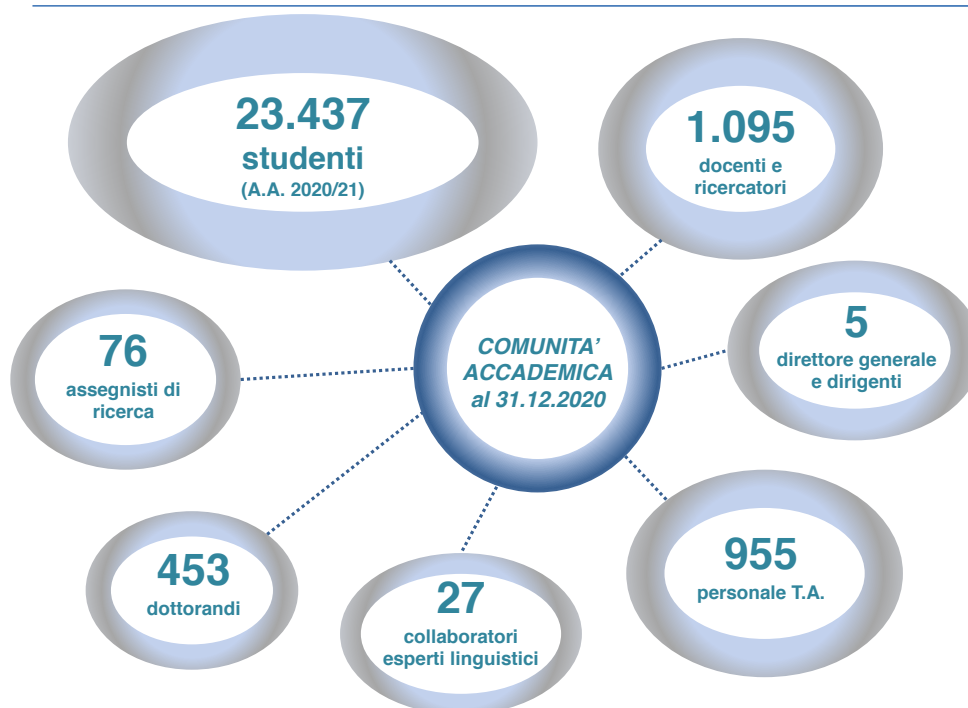 23.437
studenti
(A.A. 2020/21)
1.095
docenti e
ricercatori
76
assegnisti di
ricerca
COMUNITA’
ACCADEMICA
al 31.12.2020
5
direttore generale
e dirigenti
453
dottorandi
27
collaboratori
esperti linguistici
955
personale T.A.